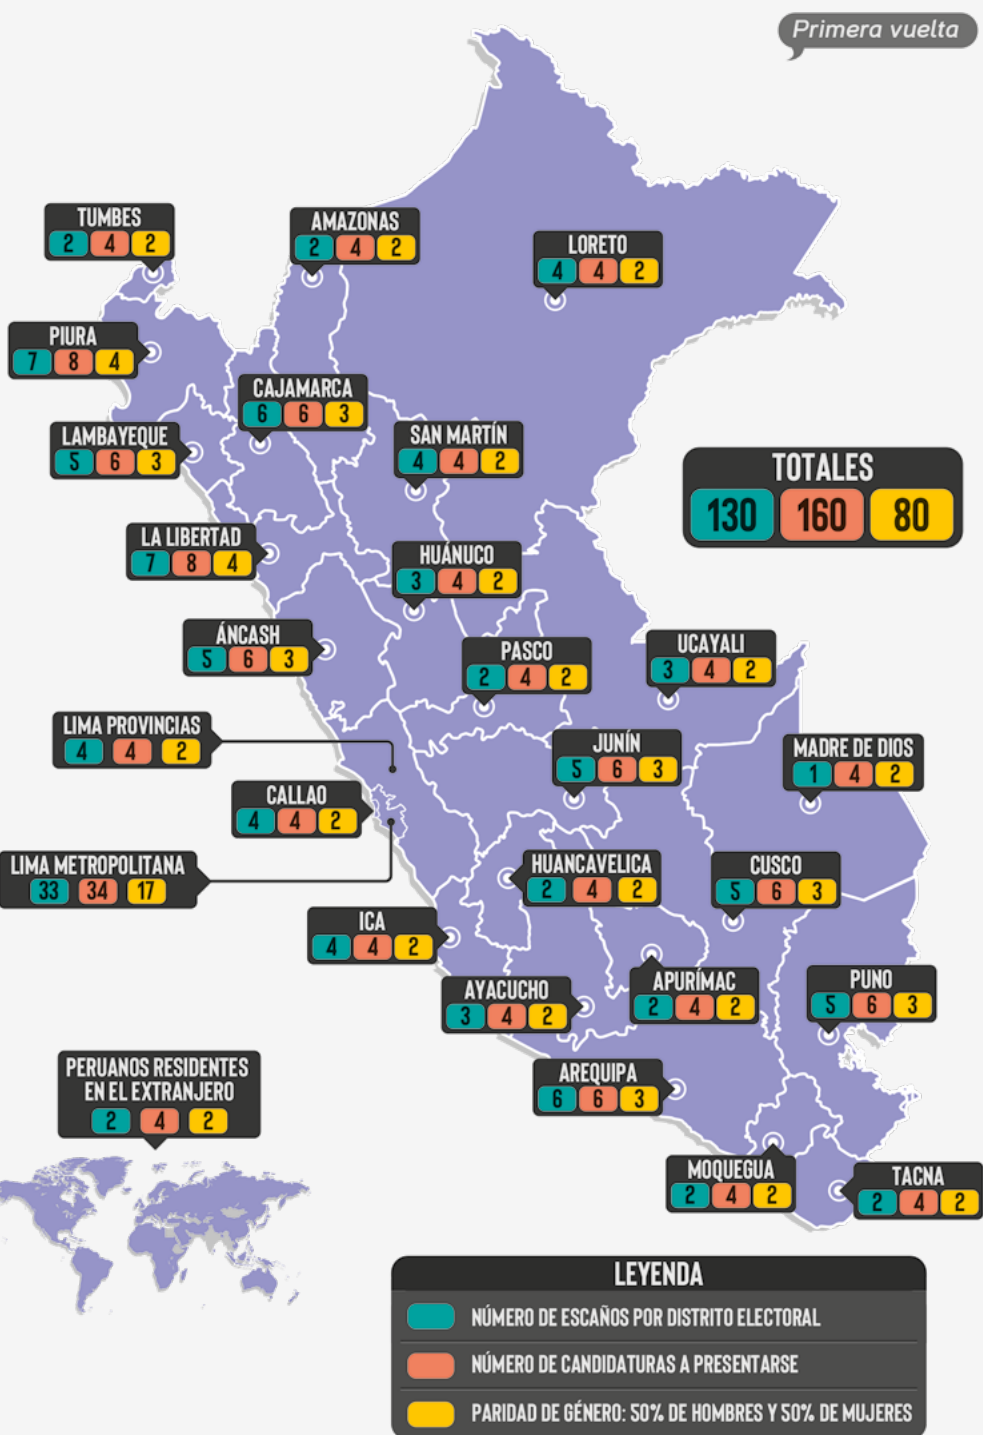 Primera vuelta
TUMBES
2 4 2
AMAZONAS
2 4 2
LORETO
4 4 2
PIURA
7 8 4
CAJAMARCA
6 6 3
LAMBAYEQUE
5 6 3
SAN MARTÍN
4 4 2
TOTALES
130 160 80
LA LIBERTAD
7 8 4
HUÁNUCO
3 4 2
ÁNCASH
5 6 3
PASCO
2 4 2
UCAYALI
3 4 2
LIMA PROVINCIAS
4 4 2
JUNÍN
5 6 3
MADRE DE DIOS
1 4 2
CALLAO
4 4 2
LIMA METROPOLITANA
33 34 17
HUANCAVELICA
2 4 2
CUSCO
5 6 3
ICA
4 4 2
AYACUCHO
3 4 2
APURÍMAC
2 4 2
PUNO
5 6 3
PERUANOS RESIDENTES
EN EL EXTRANJERO
2 4 2
AREQUIPA
6 6 3
MOQUEGUA
2 4 2
TACNA
2 4 2
LEYENDA
NÚMERO DE ESCAÑOS POR DISTRITO ELECTORAL
NÚMERO DE CANDIDATURAS A PRESENTARSE
PARIDAD DE GÉNERO: 50% DE HOMBRES Y 50% DE MUJERES